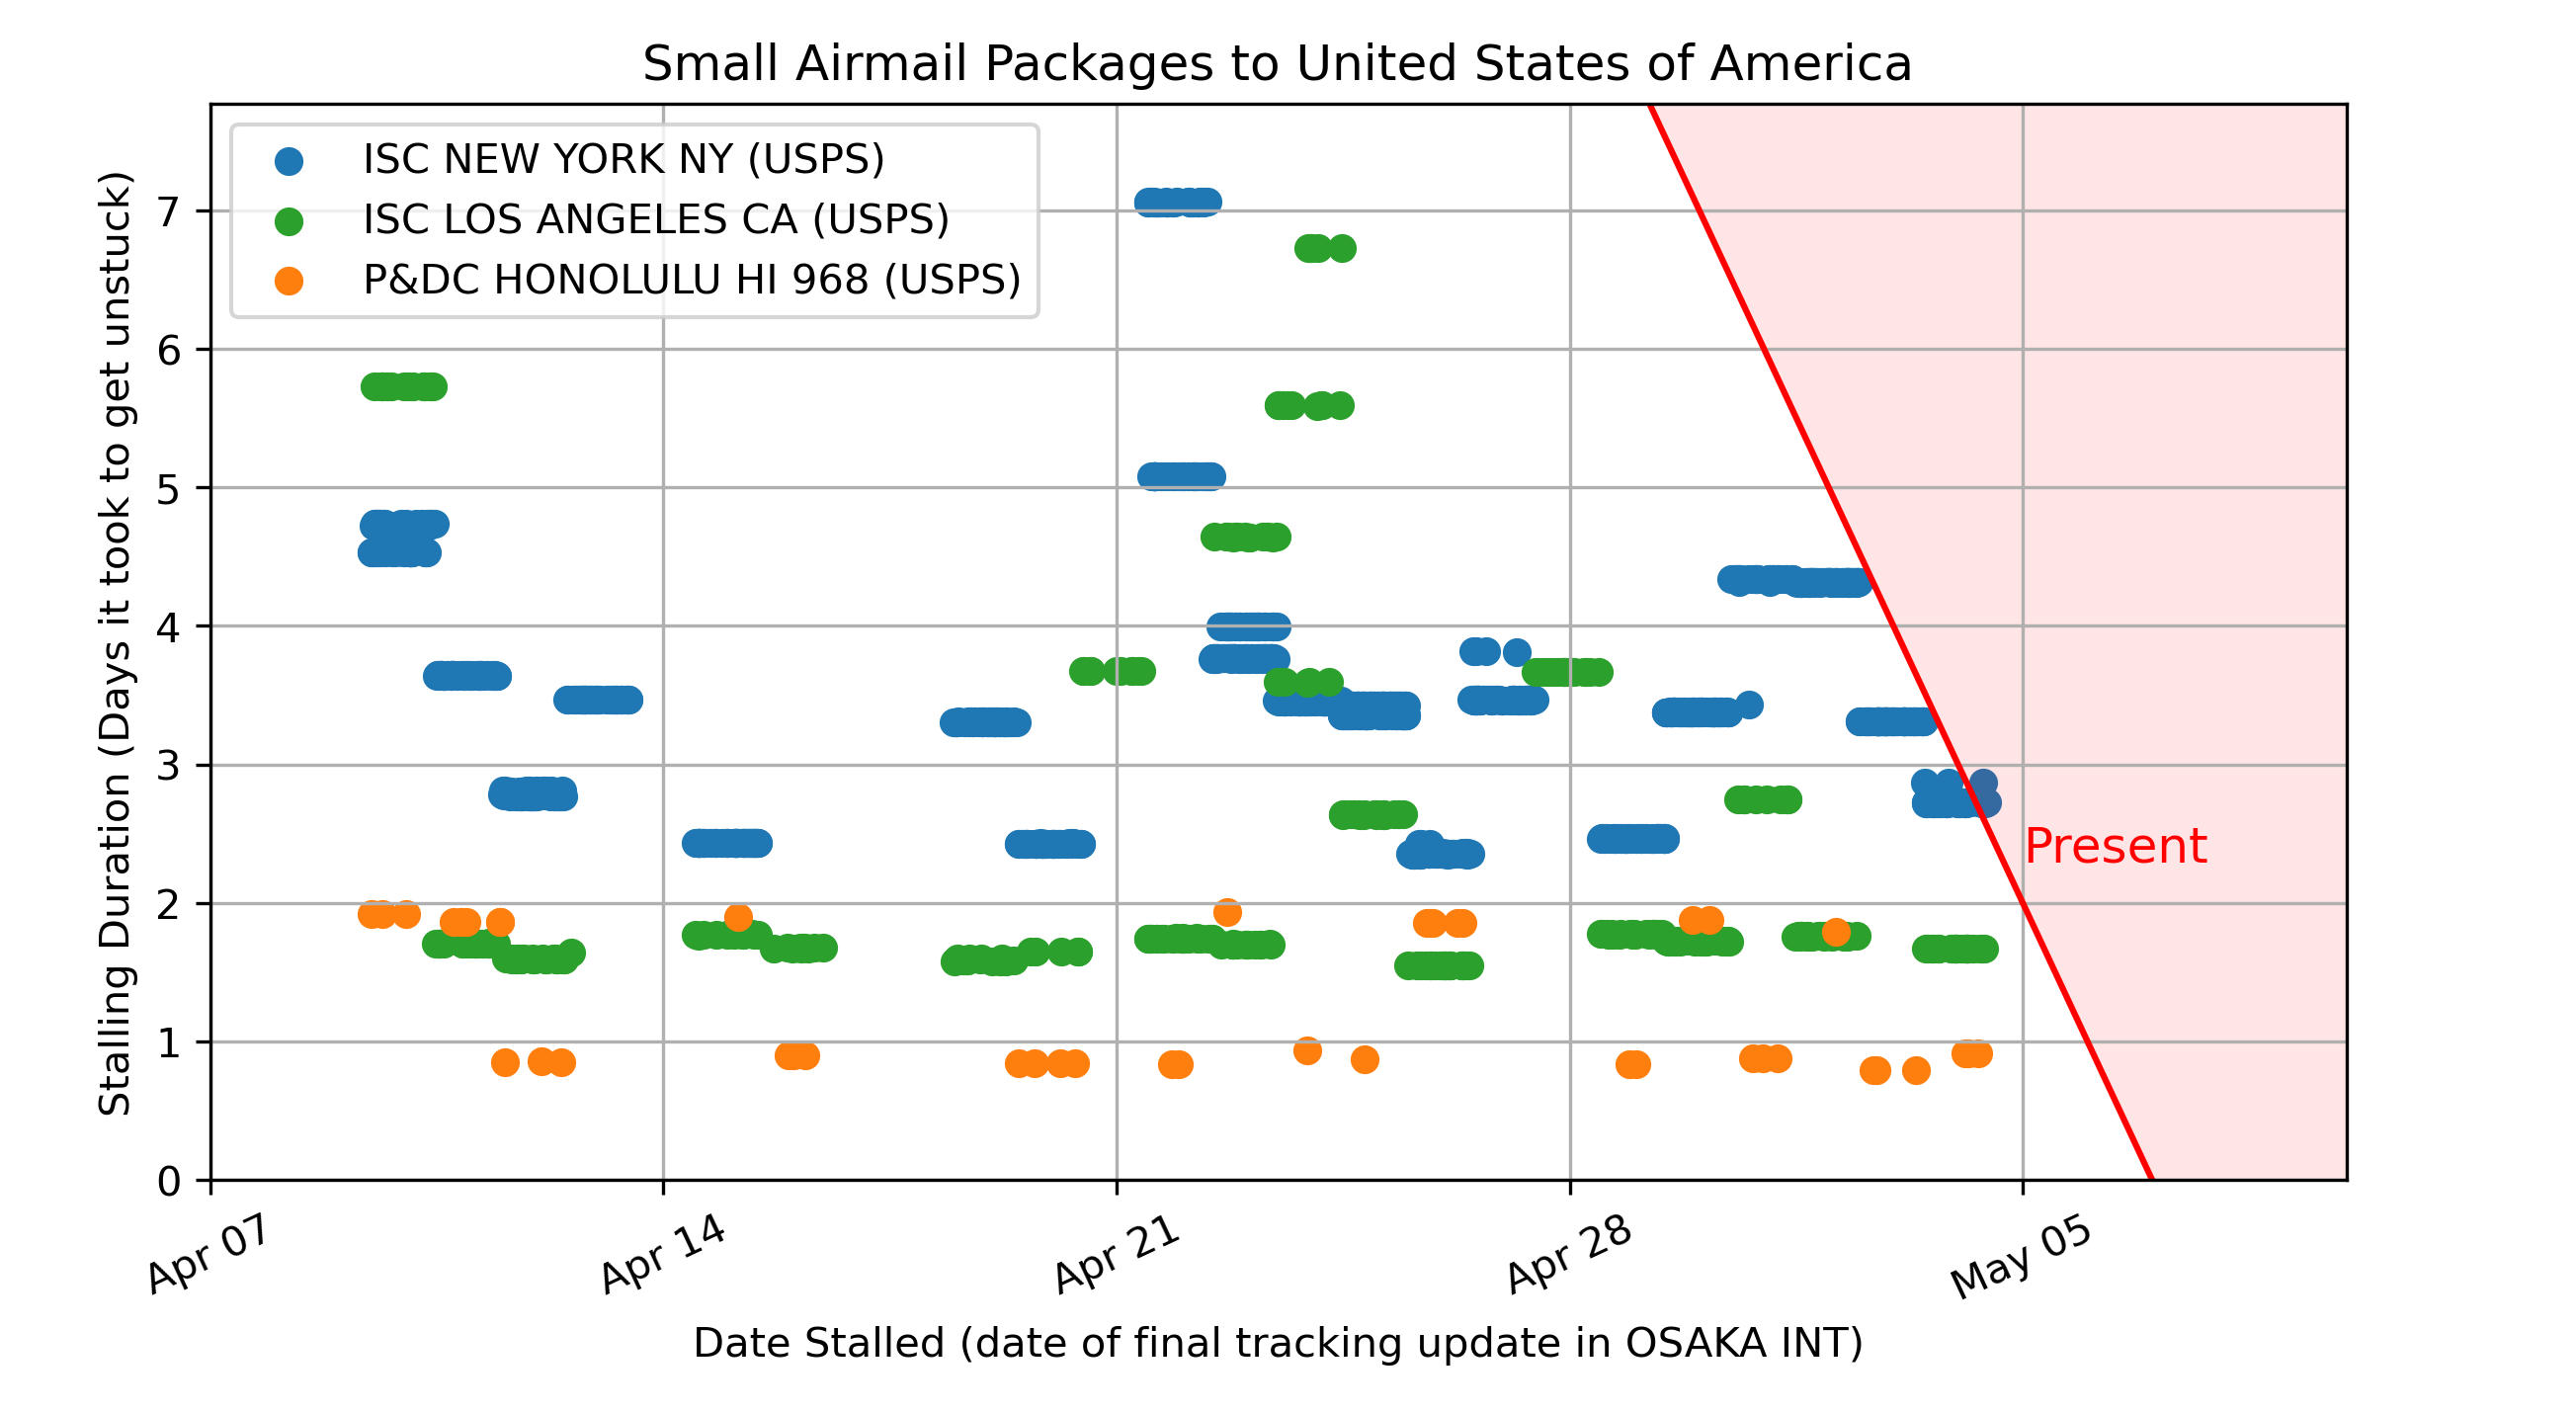 Small Airmail Packages to United States of America
ISC NEW YORK NY (USPS)
ISC LOS ANGELES CA (USPS)
P&DC HONOLULU HI 968 (USPS)
Stalling Duration (Days it took to get unstuck)
7
6
5
4
3
2
1
0
Present
Apr 07
Apr 14
Apr 21
Apr 28
May 05
Date Stalled (date of final tracking update in OSAKA INT)